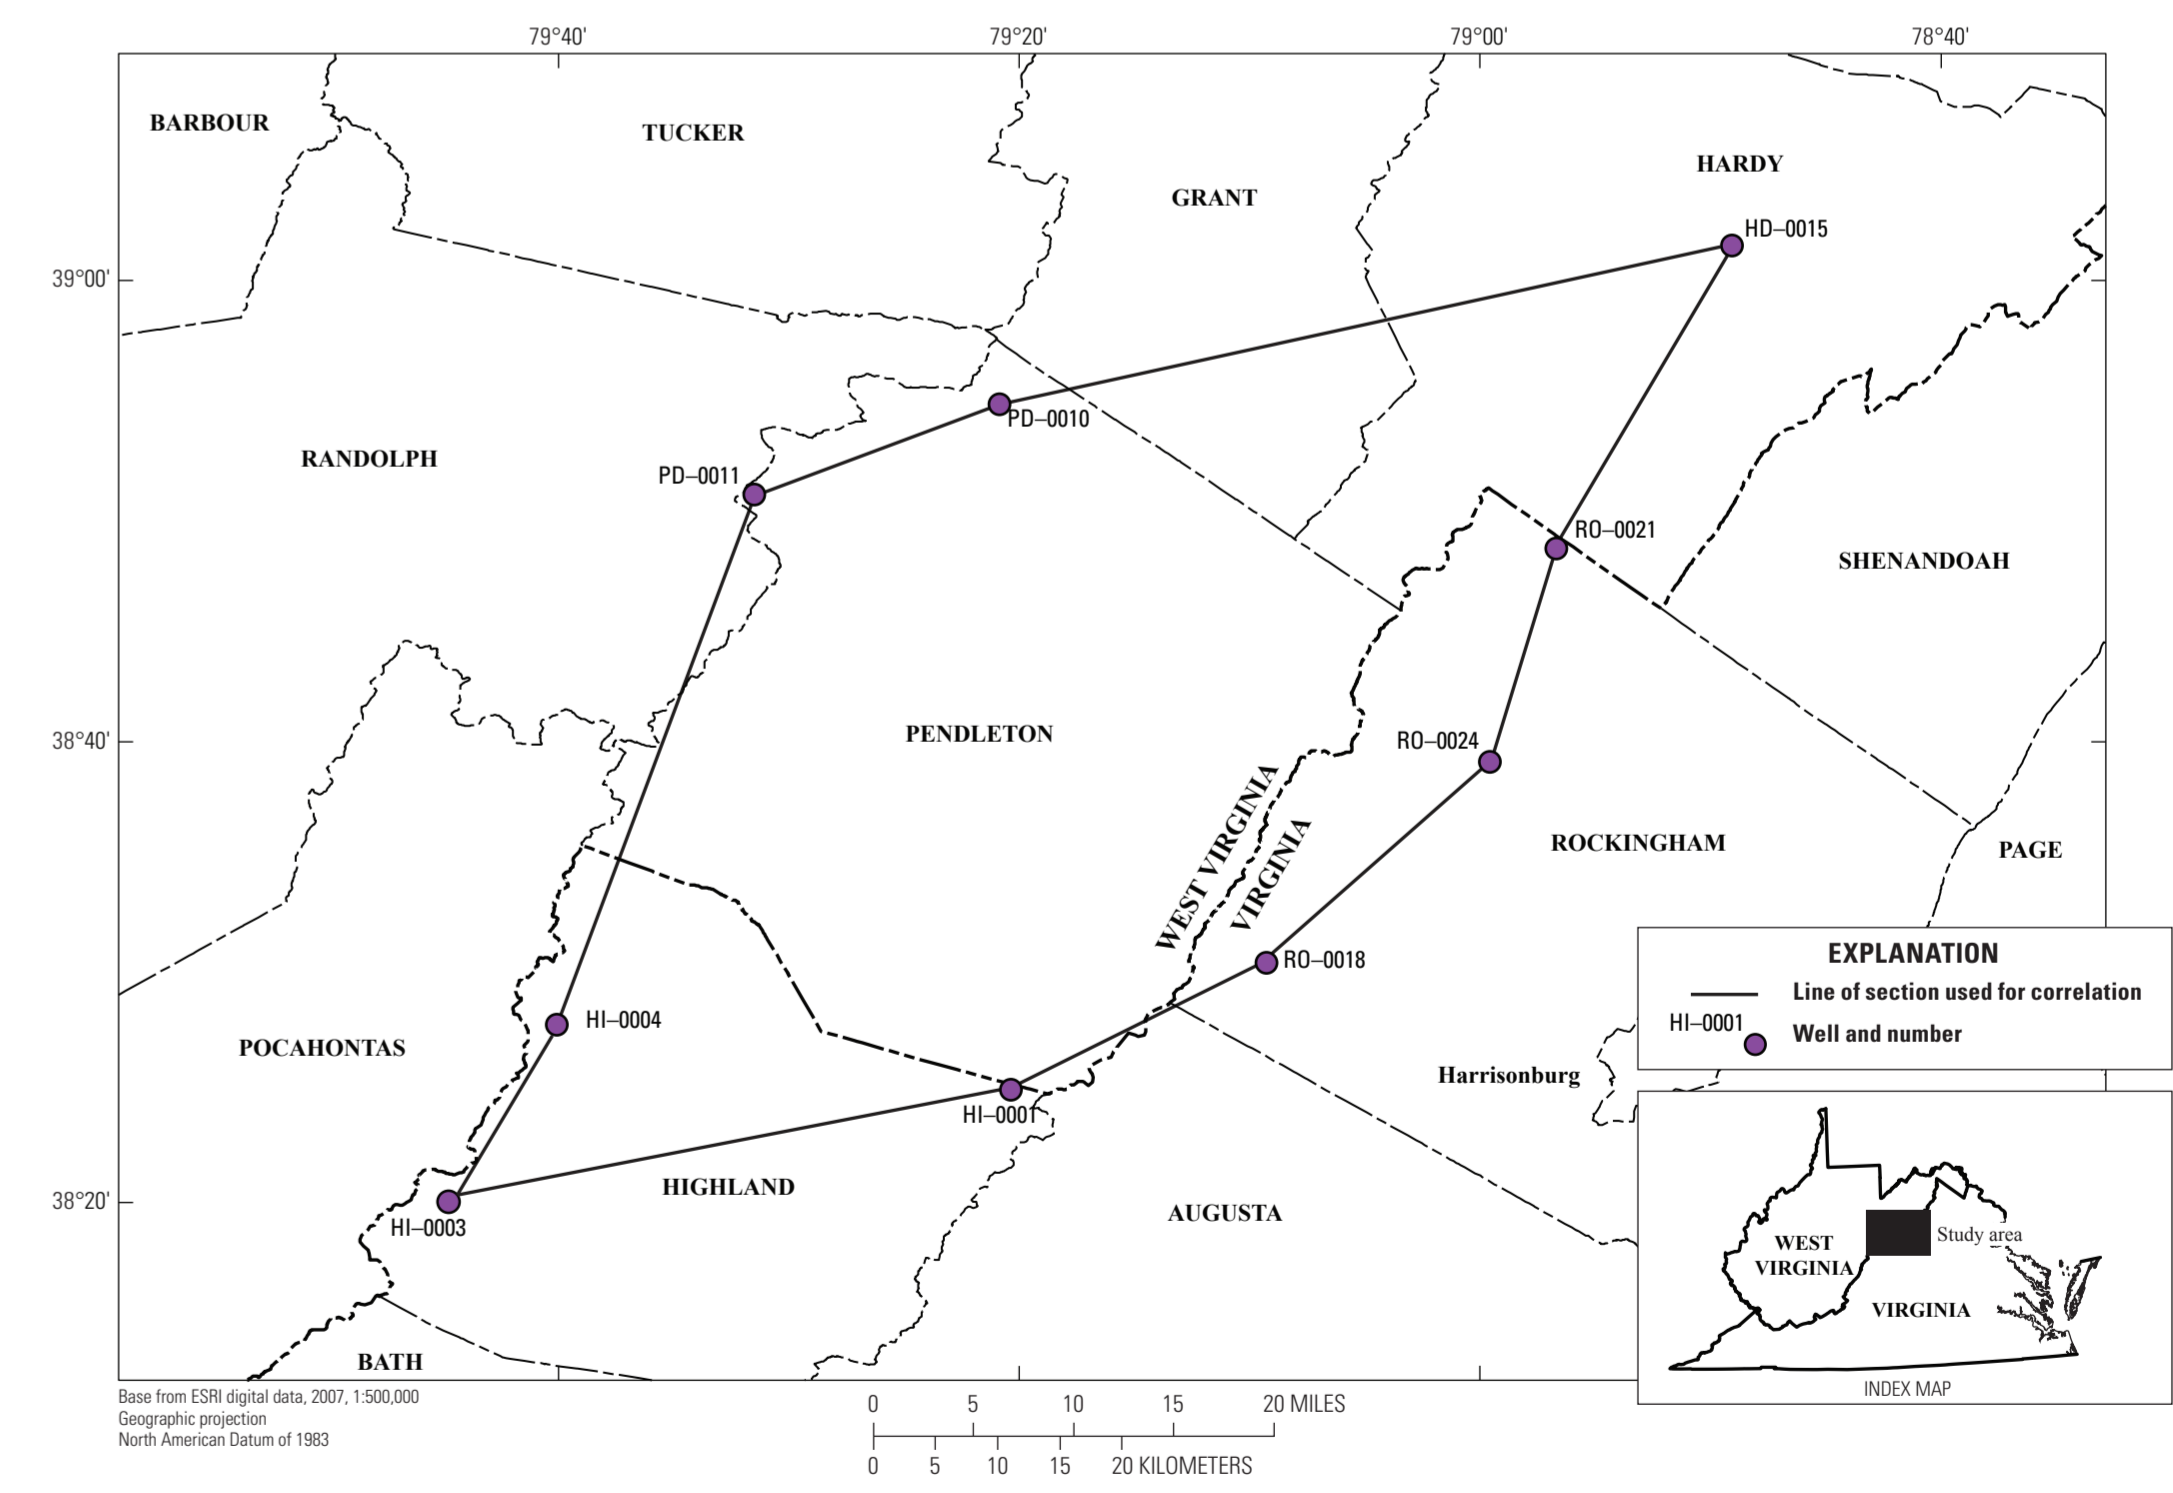 79°40'
79°20'
79°00'
78°40'
BARBOUR
TUCKER
HARDY
GRANT
HD–0015
39°00'
PD–0010
RANDOLPH
PD–0011
RO–0021
SHENANDOAH
PENDLETON
38°40'
RO–0024
WEST VIRGINIA
VIRGINIA
ROCKINGHAM
PAGE
RO–0018
HI–0004
POCAHONTAS
Harrisonburg
HI–0001
HIGHLAND
38°20'
AUGUSTA
HI–0003
BATH
EXPLANATION
Line of section used for correlation
HI–0001
Well and number
Study area
WEST
VIRGINIA
VIRGINIA
INDEX MAP
Base from ESRI digital data, 2007, 1:500,000
Geographic projection
North American Datum of 1983
0 5 10 15 20 MILES
0 5 10 15 20 KILOMETERS